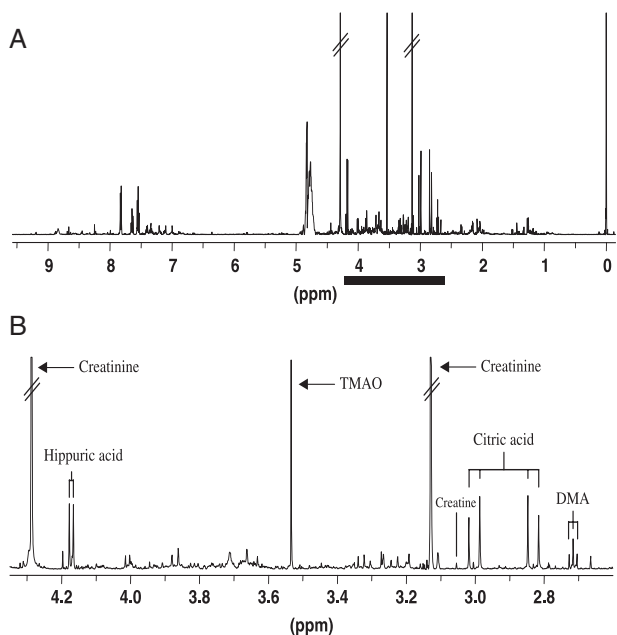 A
9 8 7 6 5 4 3 2 1 0
(ppm)
B
Creatinine
Creatinine
TMAO
Hippuric acid
Citric acid
Creatine
DMA
4.2 4.0 3.8 3.6 3.4 3.2 3.0 2.8
(ppm)